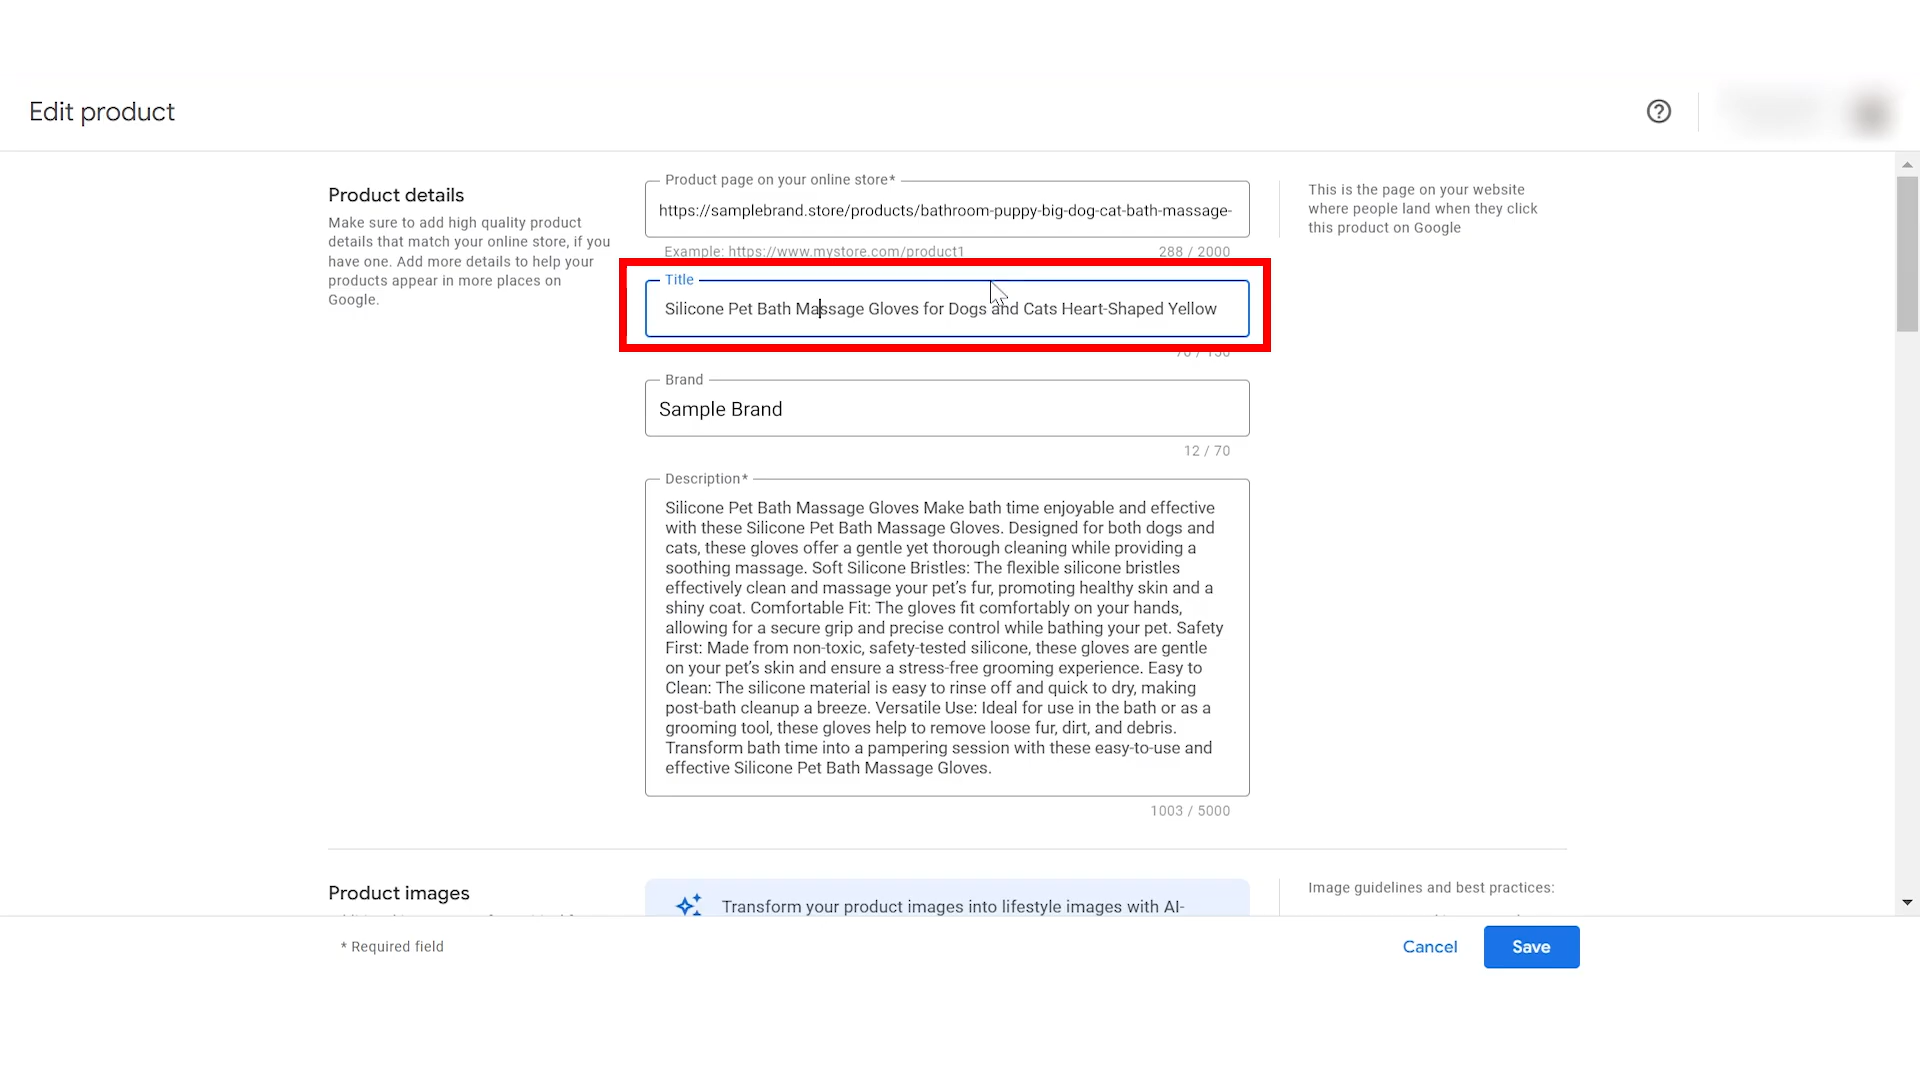 Edit product
Product details
Make sure to add high quality product
details that match your online store, if you
have one. Add more details to help your
products appear in more places on
Google.
Product page on your online store*
https://samplebrand.store/products/bathroom-puppy-big-dog-cat-bath-massage-
Example: https://www.mystore.com/product1
288 / 2000
This is the page on your website
where people land when they click
this product on Google
Title
Silicone Pet Bath Massage Gloves for Dogs and Cats Heart-Shaped Yellow
70 / 150
Brand
Sample Brand
12 / 70
Description*
Silicone Pet Bath Massage Gloves Make bath time enjoyable and effective
with these Silicone Pet Bath Massage Gloves. Designed for both dogs and
cats, these gloves offer a gentle yet thorough cleaning while providing a
soothing massage. Soft Silicone Bristles: The flexible silicone bristles
effectively clean and massage your pet's fur, promoting healthy skin and a
shiny coat. Comfortable Fit: The gloves fit comfortably on your hands,
allowing for a secure grip and precise control while bathing your pet. Safety
First: Made from non-toxic, safety-tested silicone, these gloves are gentle
on your pet's skin and ensure a stress-free grooming experience. Easy to
Clean: The silicone material is easy to rinse off and quick to dry, making
post-bath cleanup a breeze. Versatile Use: Ideal for use in the bath or as a
grooming tool, these gloves help to remove loose fur, dirt, and debris.
Transform bath time into a pampering session with these easy-to-use and
effective Silicone Pet Bath Massage Gloves.
1003 / 5000
Product images
Transform your product images into lifestyle images with AI-
Image guidelines and best practices:
* Required field
Cancel
Save